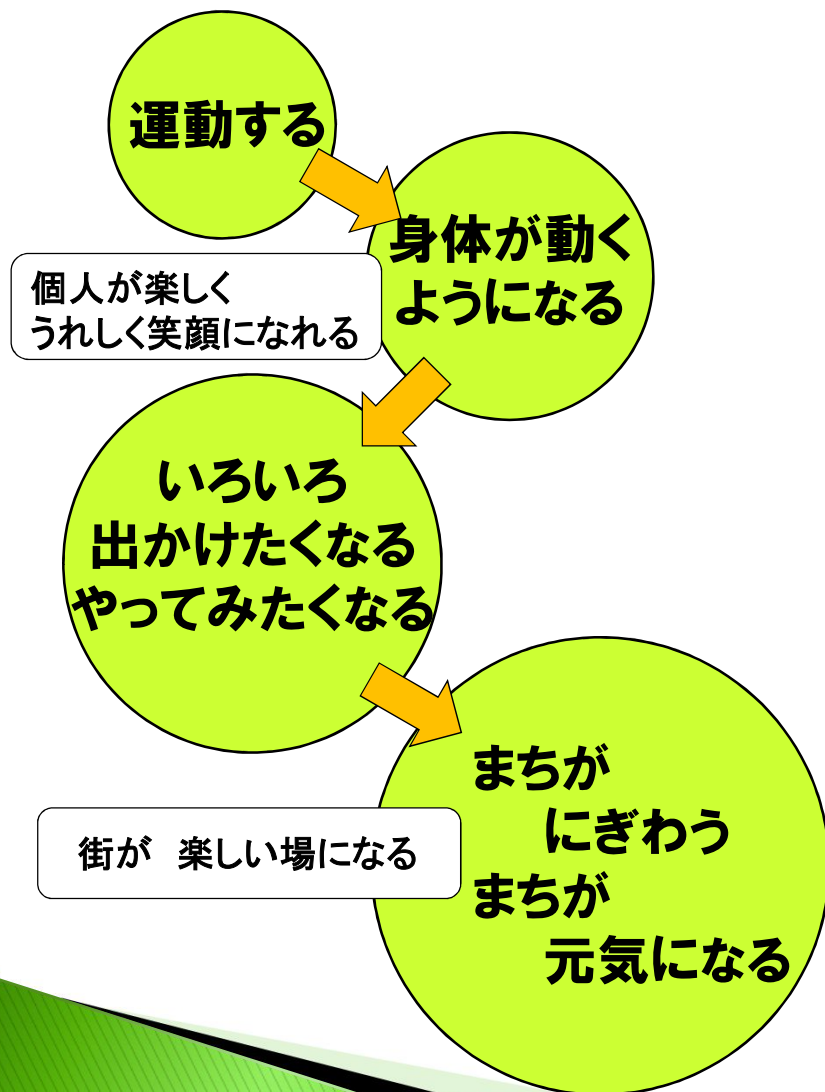 運動する
身体が動く
ようになる
個人が楽しく
うれしく笑顔になれる
いろいろ
出かけたくなる
やってみたくなる
まちが
にぎわう
まちが
元気になる
街が　楽しい場になる